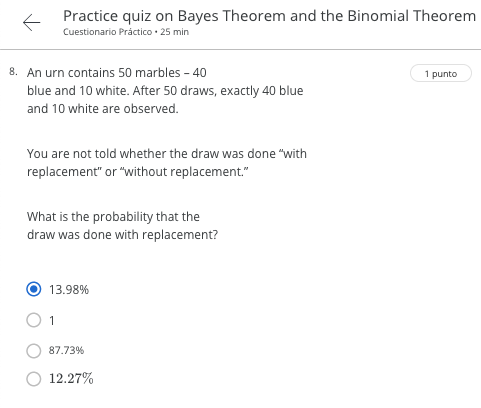 Practice quiz on Bayes Theorem and the Binomial Theorem
Cuestionario Práctico • 25 min
8. An urn contains 50 marbles – 40
blue and 10 white. After 50 draws, exactly 40 blue
and 10 white are observed.
1 punto
You are not told whether the draw was done “with
replacement” or “without replacement.”
What is the probability that the
draw was done with replacement?
13.98%
1
87.73%
12.27%